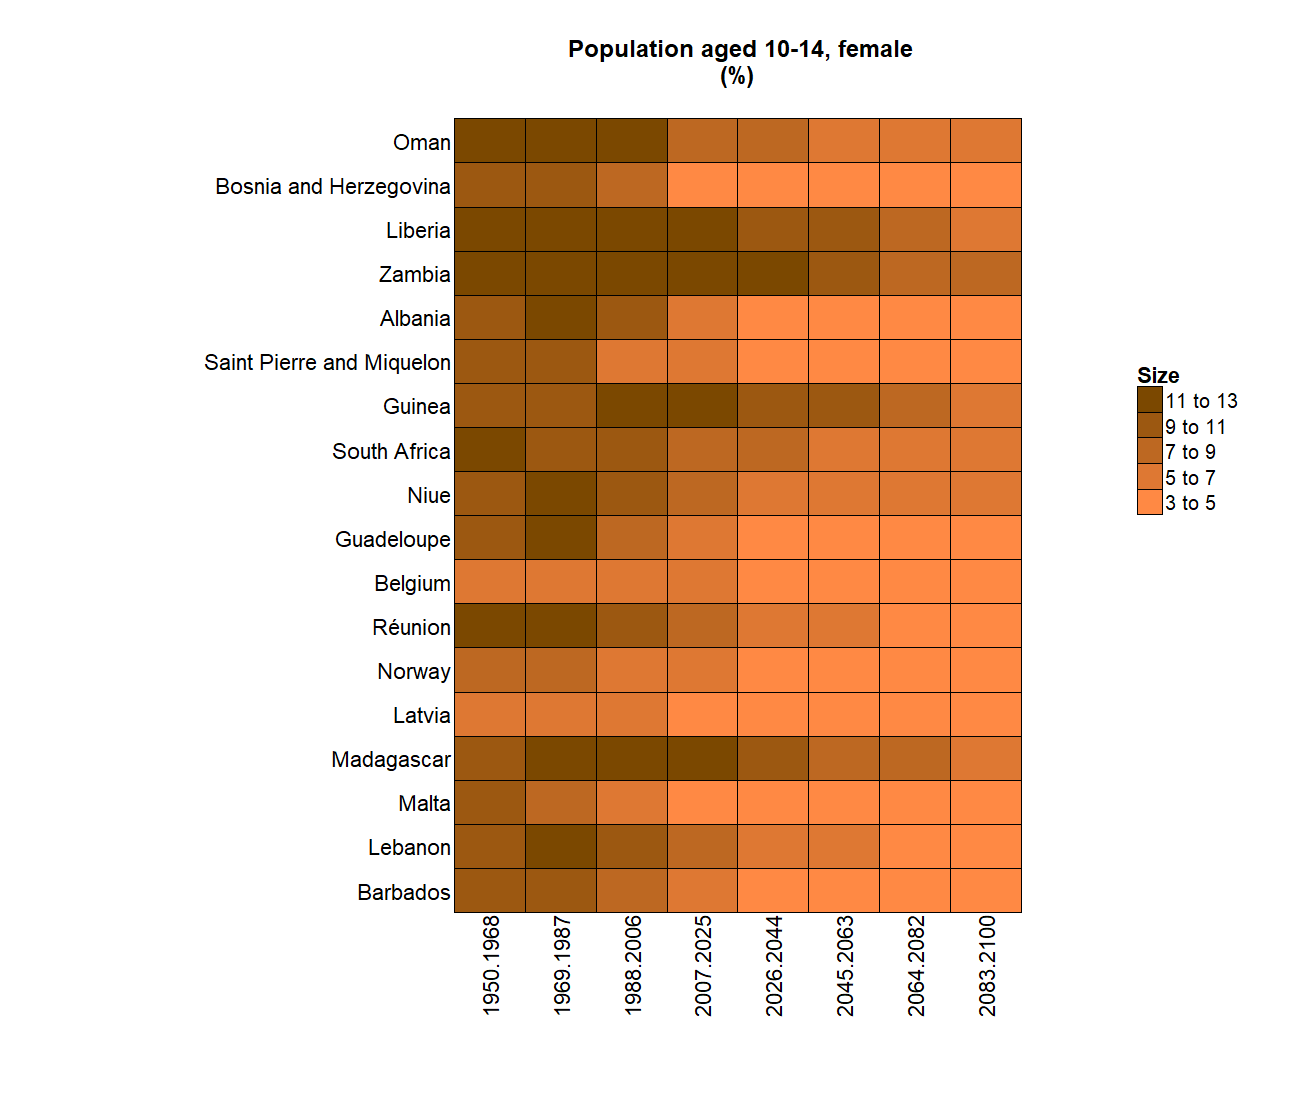 Population aged 10-14, female
(%)
Oman
Bosnia and Herzegovina
Liberia
Zambia
Albania
Saint Pierre and Miquelon
Guinea
South Africa
Niue
Guadeloupe
Belgium
Réunion
Norway
Latvia
Madagascar
Malta
Lebanon
Barbados
1950.1968
1969.1987
1988.2006
2007.2025
2026.2044
2045.2063
2064.2082
2083.2100
Size
11 to 13
9 to 11
7 to 9
5 to 7
3 to 5